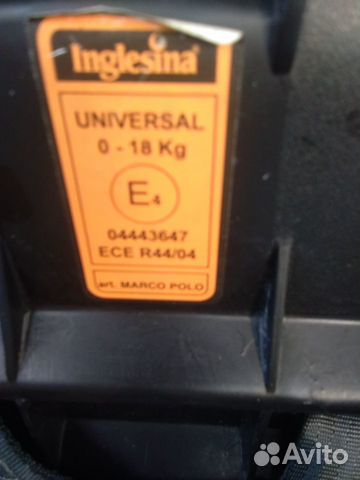 Inglesina
UNIVERSAL
0 - 18 Kg
E4
04443647
ECE R44/04
art. MARCO POLO
Avito